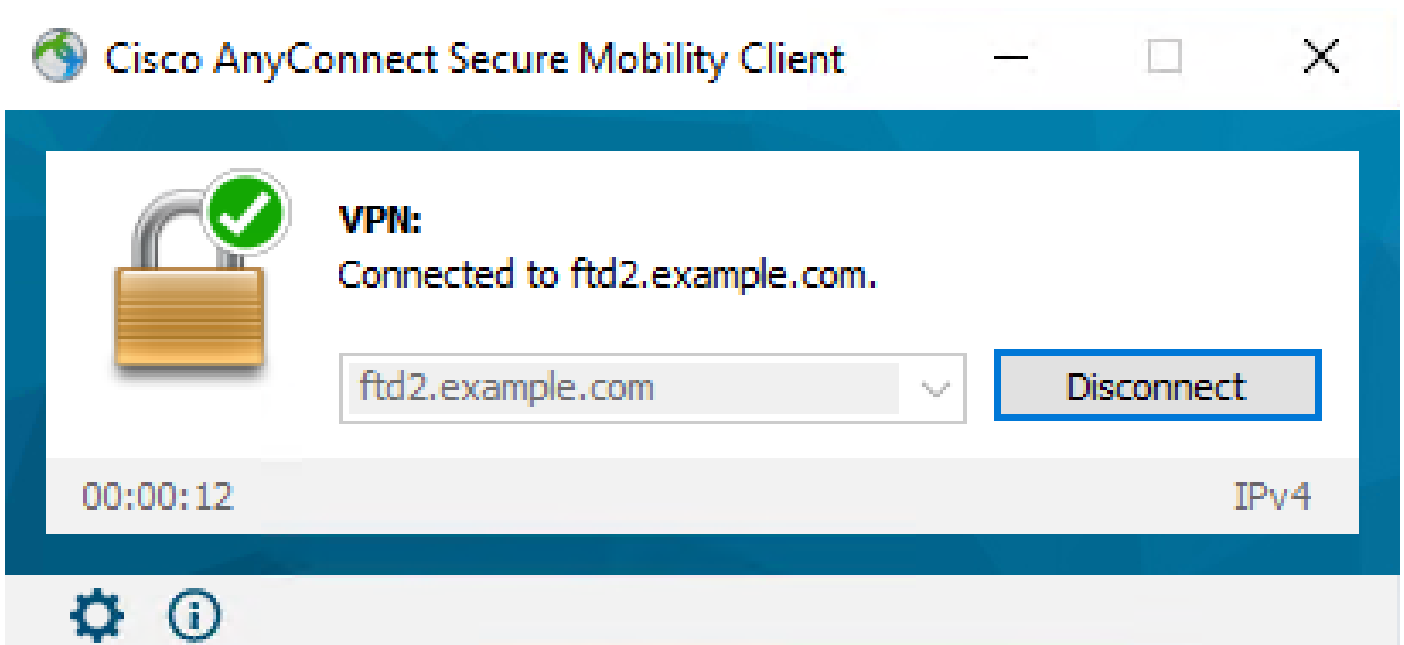 Cisco AnyConnect Secure Mobility Client
VPN:
Connected to ftd2.example.com.
ftd2.example.com
Disconnect
00:00:12
IPv4